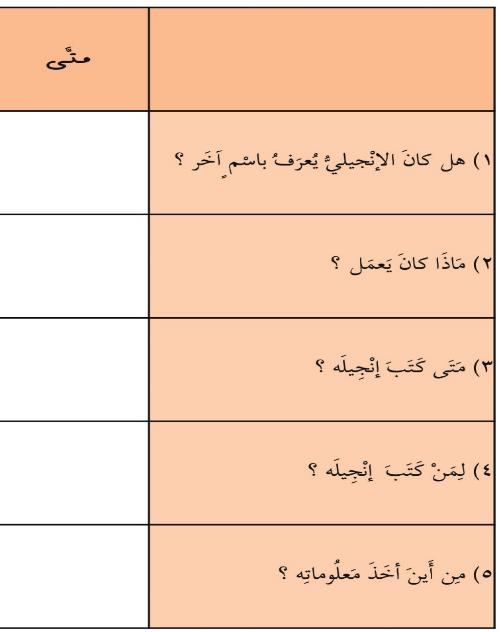 متَّى
١) هل كانَ الإنْجيليُّ يُعرَفُ باسْمٍ آخَر ؟
٢) مَاذَا كانَ يَعمَل ؟
٣) مَتَى كَتَبَ إنْجِيلَه ؟
٤) لِمَنْ كَتَبَ إنْجِيلَه ؟
٥) مِن أَينَ أخَذَ مَعلُوماتِه ؟